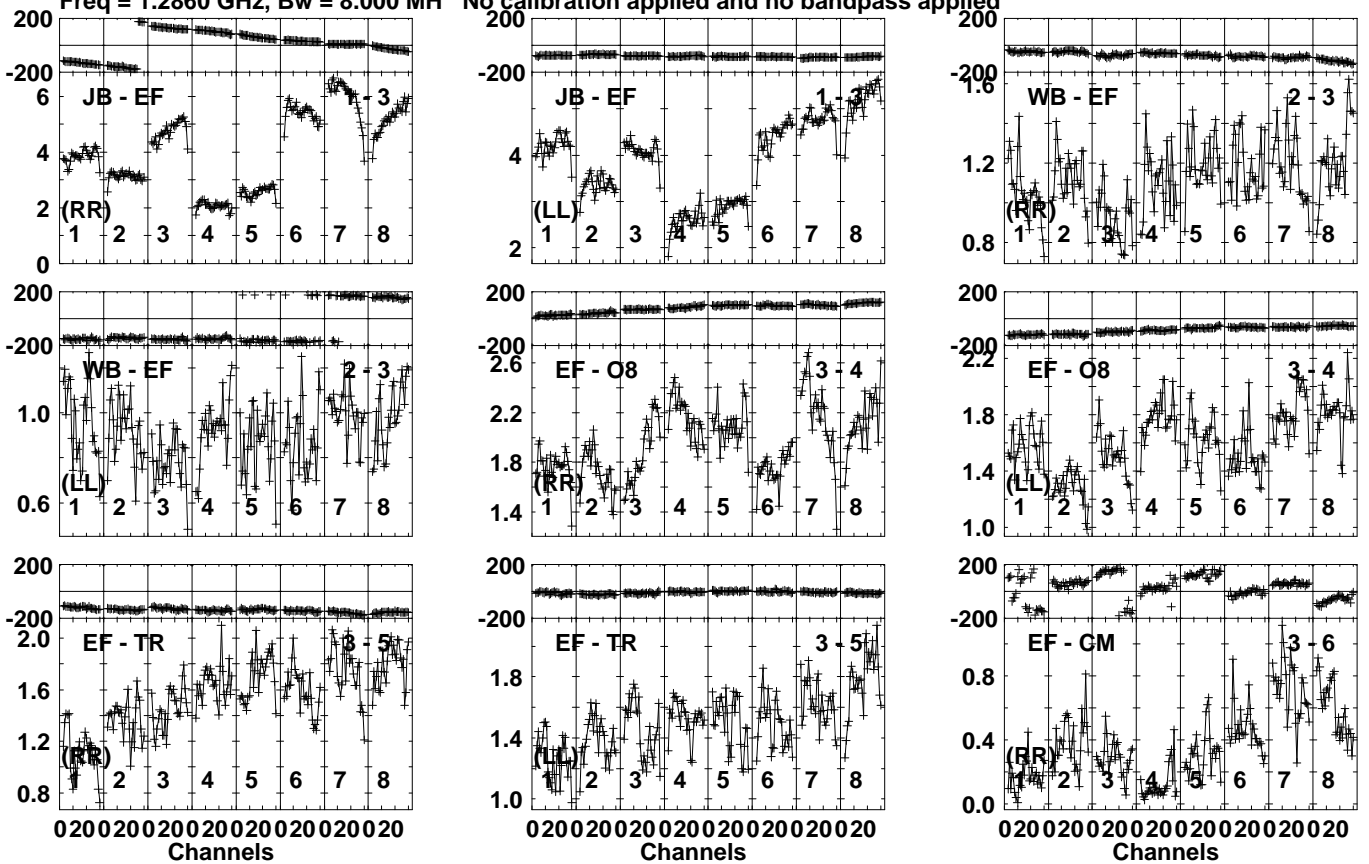 Freq = 1.2860 GHz, Bw = 8.000 MH No calibration applied and no bandpass applied
200
-200
JB - EF 1 - 3
6
4
2
0
(RR)
1 2 3 4 5 6 7 8
200
-200
JB - EF 1 - 3
4
2
(LL)
1 2 3 4 5 6 7 8
200
-200
WB - EF 2 - 3
1.6
1.2
0.8
(RR)
1 2 3 4 5 6 7 8
200
-200
WB - EF 2 - 3
1.0
0.6
(LL)
1 2 3 4 5 6 7 8
200
-200
EF - O8 3 - 4
2.6
2.2
1.8
1.4
(RR)
1 2 3 4 5 6 7 8
200
-200
EF - O8 3 - 4
2.2
1.8
1.4
1.0
(LL)
1 2 3 4 5 6 7 8
200
-200
EF - TR 3 - 5
2.0
1.6
1.2
0.8
(RR)
1 2 3 4 5 6 7 8
0 20 0 20 0 20 0 20 0 20 0 20 0 20 0 20
Channels
200
-200
EF - TR 3 - 5
1.8
1.4
1.0
(LL)
1 2 3 4 5 6 7 8
0 20 0 20 0 20 0 20 0 20 0 20 0 20 0 20
Channels
200
-200
EF - CM 3 - 6
0.8
0.4
0.0
(RR)
1 2 3 4 5 6 7 8
0 20 0 20 0 20 0 20 0 20 0 20 0 20 0 20
Channels